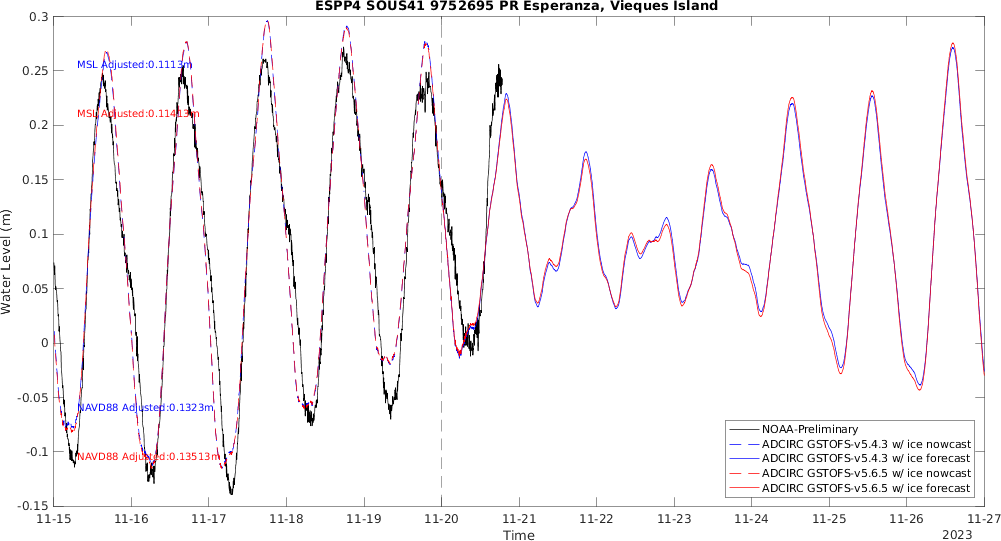 ESPP4 SOUS41 9752695 PR Esperanza, Vieques Island
Water Level (m)
0.3
0.25
0.2
0.15
0.1
0.05
0
-0.05
-0.1
-0.15
MSL Adjusted:0.1113m
MSL Adjusted:0.11413m
NAVD88 Adjusted:0.1323m
NAVD88 Adjusted:0.13513m
NOAA-Preliminary
ADCIRC GSTOFS-v5.4.3 w/ ice nowcast
ADCIRC GSTOFS-v5.4.3 w/ ice forecast
ADCIRC GSTOFS-v5.6.5 w/ ice nowcast
ADCIRC GSTOFS-v5.6.5 w/ ice forecast
11-15 11-16 11-17 11-18 11-19 11-20 11-21 11-22 11-23 11-24 11-25 11-26 11-27
Time
2023